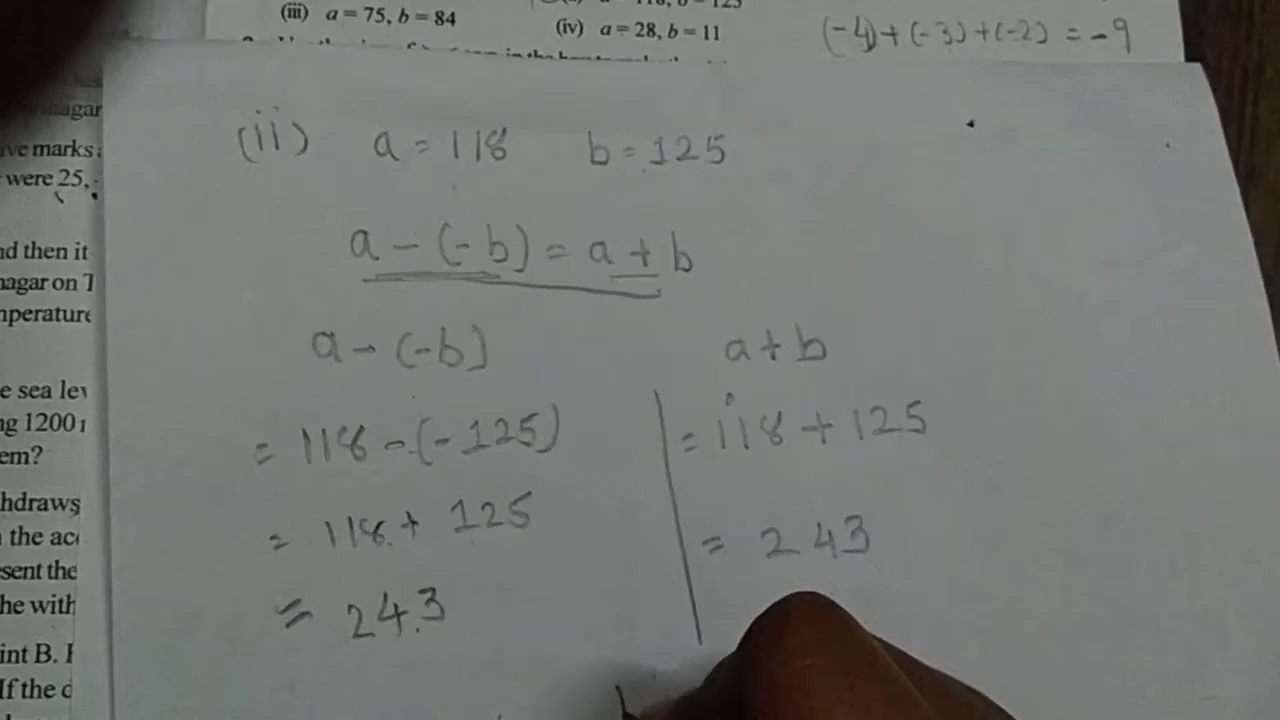 (iii) a = 75, b = 84
(iv) a = 28, b = 11
(-4)+(-3)+(-2) = -9
nagar
ve marks
were 25,
(ii) a = 118 b = 125
a - (-b) = a + b
nd then it
nagar on
nperature
a - (-b)
= 118 - (-125)
= 118 + 125
= 243
a + b
= 118 + 125
= 243
e sea lev
ng 1200
em?
hdraws
the ac
sent the
he with
int B.
If the